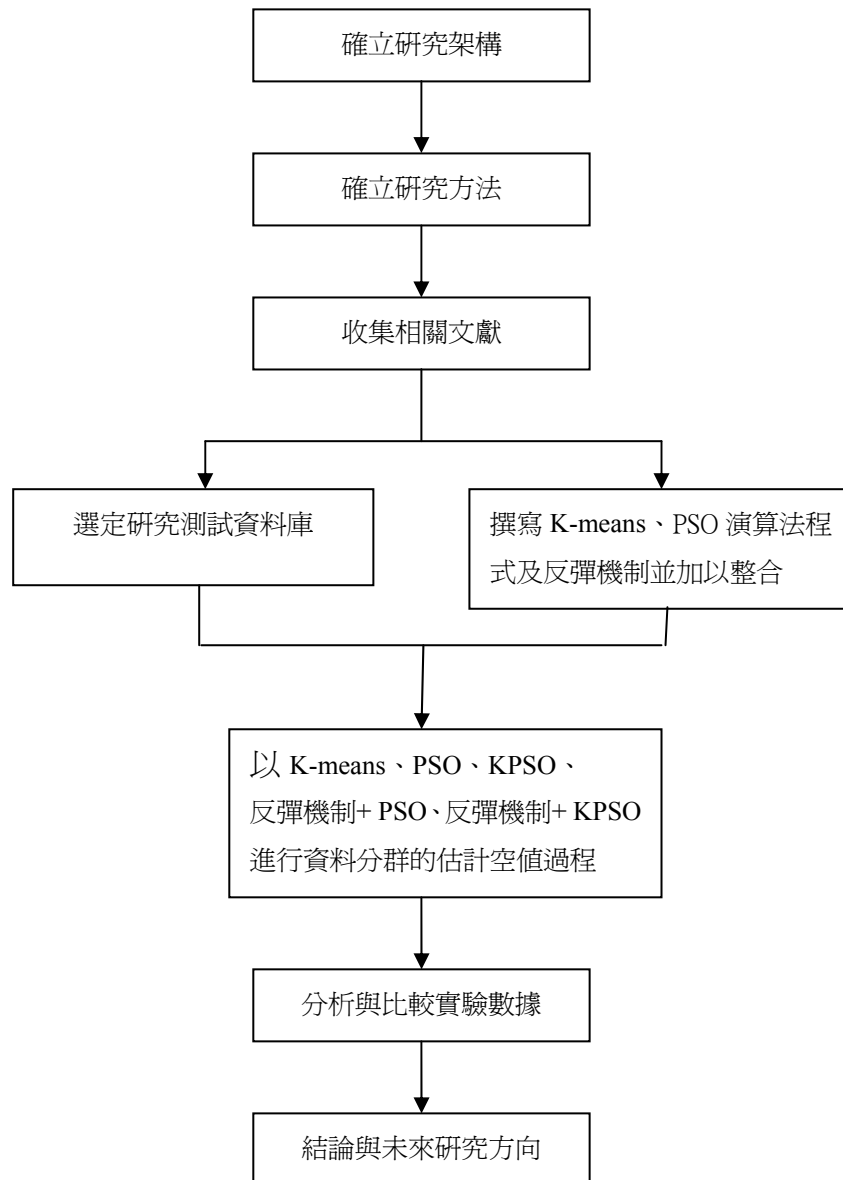 確立研究架構
確立研究方法
收集相關文獻
選定研究測試資料庫
撰寫 K-means、PSO 演算法程
式及反彈機制並加以整合
以 K-means、PSO、KPSO、
反彈機制+ PSO、反彈機制+ KPSO
進行資料分群的估計空值過程
分析與比較實驗數據
結論與未來研究方向